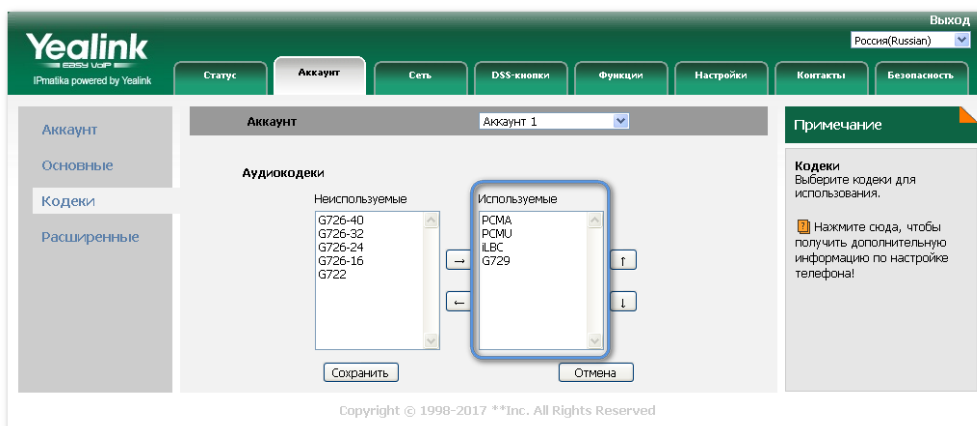 Выход
Россия(Russian)
Yealink
EASY VoIP
IPmatika powered by Yealink
Статус
Аккаунт
Сеть
DSS-кнопки
Функции
Настройки
Контакты
Безопасность
Аккаунт
Основные
Кодеки
Расширенные
Аккаунт
Аккаунт 1
Аудиокодеки
Неиспользуемые
G726-40
G726-32
G726-24
G726-16
G722
→
←
Используемые
PCMA
PCMU
iLBC
G729
↑
↓
Сохранить
Отмена
Примечание
Кодеки
Выберите кодеки для
использования.
Нажмите сюда, чтобы
получить дополнительную
информацию по настройке
телефона!
Copyright © 1998-2017 **Inc. All Rights Reserved